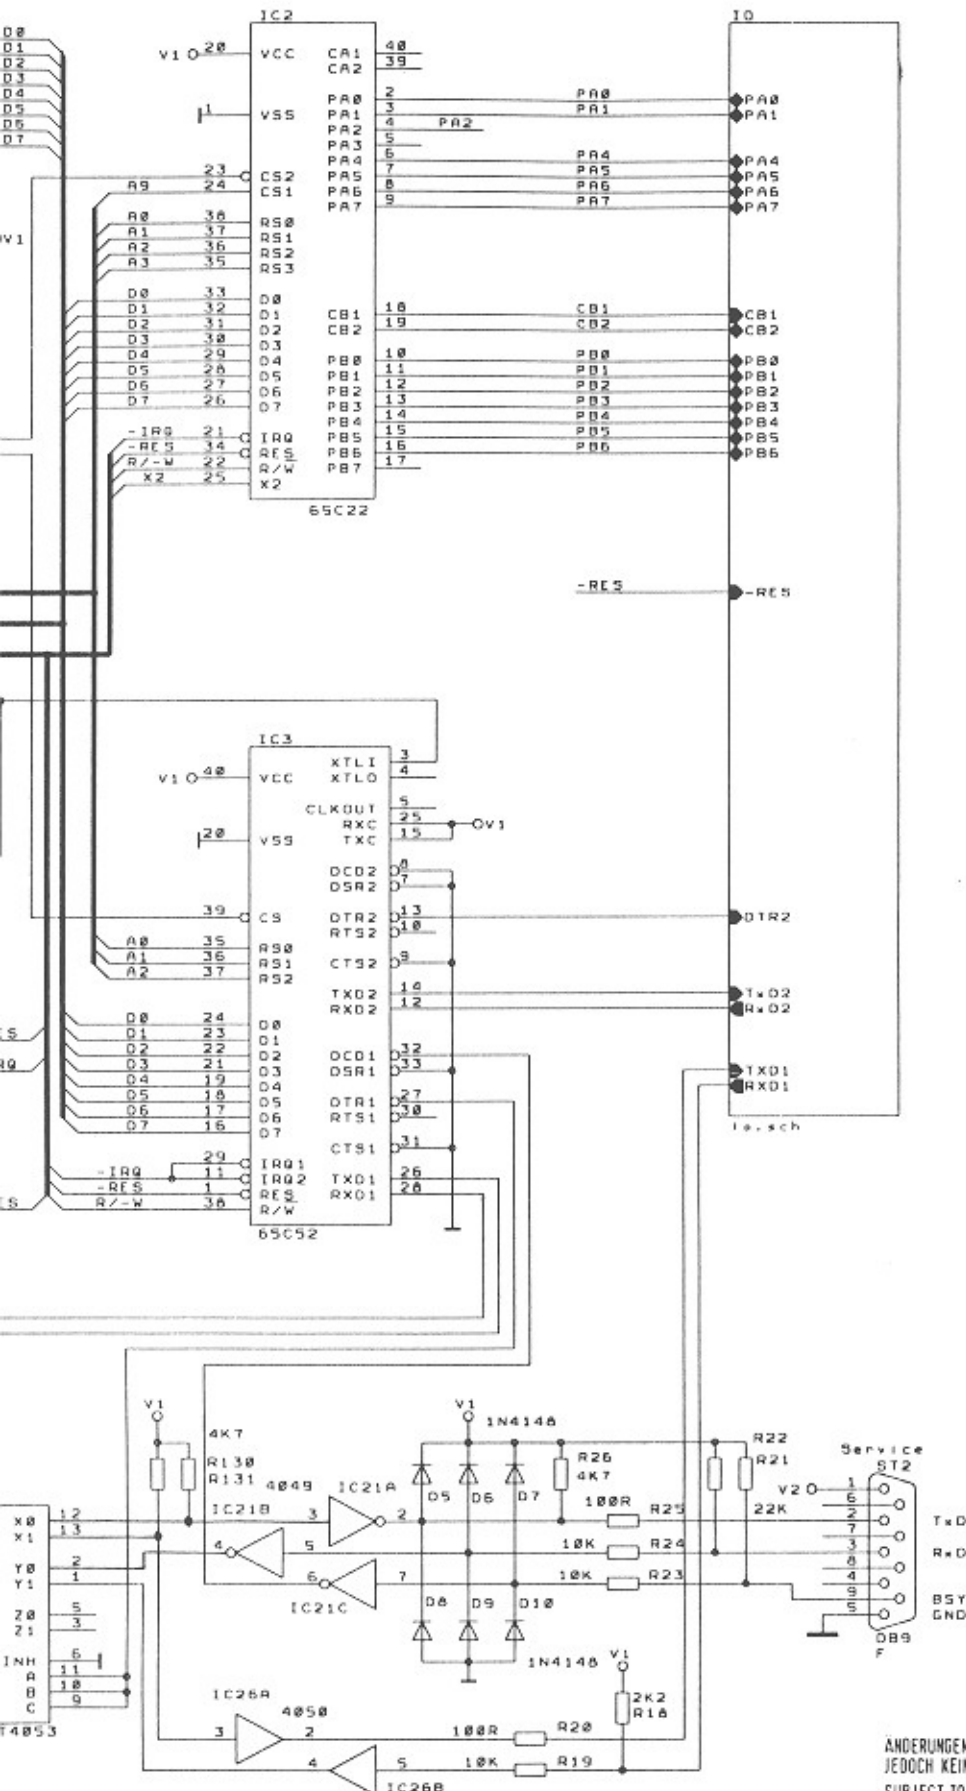 IC2
IO
D0
D1
D2
D3
D4
D5
D6
D7
V1 20 VCC
CA1 40
CA2 39
1 VSS
PA0 2 PA0 PA0
PA1 3 PA1 PA1
PA2 4 PA2
PA3 5
PA4 6 PA4 PA4
PA5 7 PA5 PA5
PA6 8 PA6 PA6
PA7 9 PA7 PA7
23 CS2
A9 24 CS1
A0 38 RS0
A1 37 RS1
A2 36 RS2
A3 35 RS3
V1
D0 33 D0
D1 32 D1
D2 31 D2
D3 30 D3
D4 29 D4
D5 28 D5
D6 27 D6
D7 26 D7
CB1 18 CB1 CB1
CB2 19 CB2 CB2
PB0 10 PB0 PB0
PB1 11 PB1 PB1
PB2 12 PB2 PB2
PB3 13 PB3 PB3
PB4 14 PB4 PB4
PB5 15 PB5 PB5
PB6 16 PB6 PB6
PB7 17
-IRQ 21 IRQ
-RES 34 RES
R/-W 22 R/W
X2 25 X2
65C22
-RES -RES
IC3
XTLI 3
XTLO 4
V1 40 VCC
CLKOUT 5
RXC 25
TXC 15
V1
20 VSS
DCD2 8
DSR2 7
39 CS
DTR2 13 DTR2
RTS2 10
A0 35 RS0
A1 36 RS1
A2 37 RS2
CTS2 9
TXD2 14 TxD2
RXD2 12 RxD2
D0 24 D0
D1 23 D1
D2 22 D2
D3 21 D3
D4 19 D4
D5 18 D5
D6 17 D6
D7 16 D7
DCD1 32
DSR1 33
DTR1 27
RTS1 30
TXD1
RXD1
io.sch
CTS1 31
29 IRQ1
-IRQ 11 IRQ2
-RES 1 RES
R/-W 38 R/W
TXD1 26
RXD1 28
65C52
V1
4K7
R130
R131
V1
1N4148
D5 D6 D7
R26
4K7
R22
R21
22K
Service
ST2
V2
1
6
2
7
3
8
4
9
5
TxD
RxD
BSY
GND
DB9
F
4049
IC21A
3 2
IC21B
4 5
IC21C
6 7
100R R25
10K R24
10K R23
D8 D9 D10
1N4148
X0 12
X1 13
Y0 2
Y1 1
Z0 5
Z1 3
INH 6
A 11
B 10
C 9
T4053
V1
2K2
R18
IC26A
4050
3 2
100R R20
4 5
10K R19
IC26B
ÄNDERUNGEN
JEDOCH KEIN
SUBJECT TO